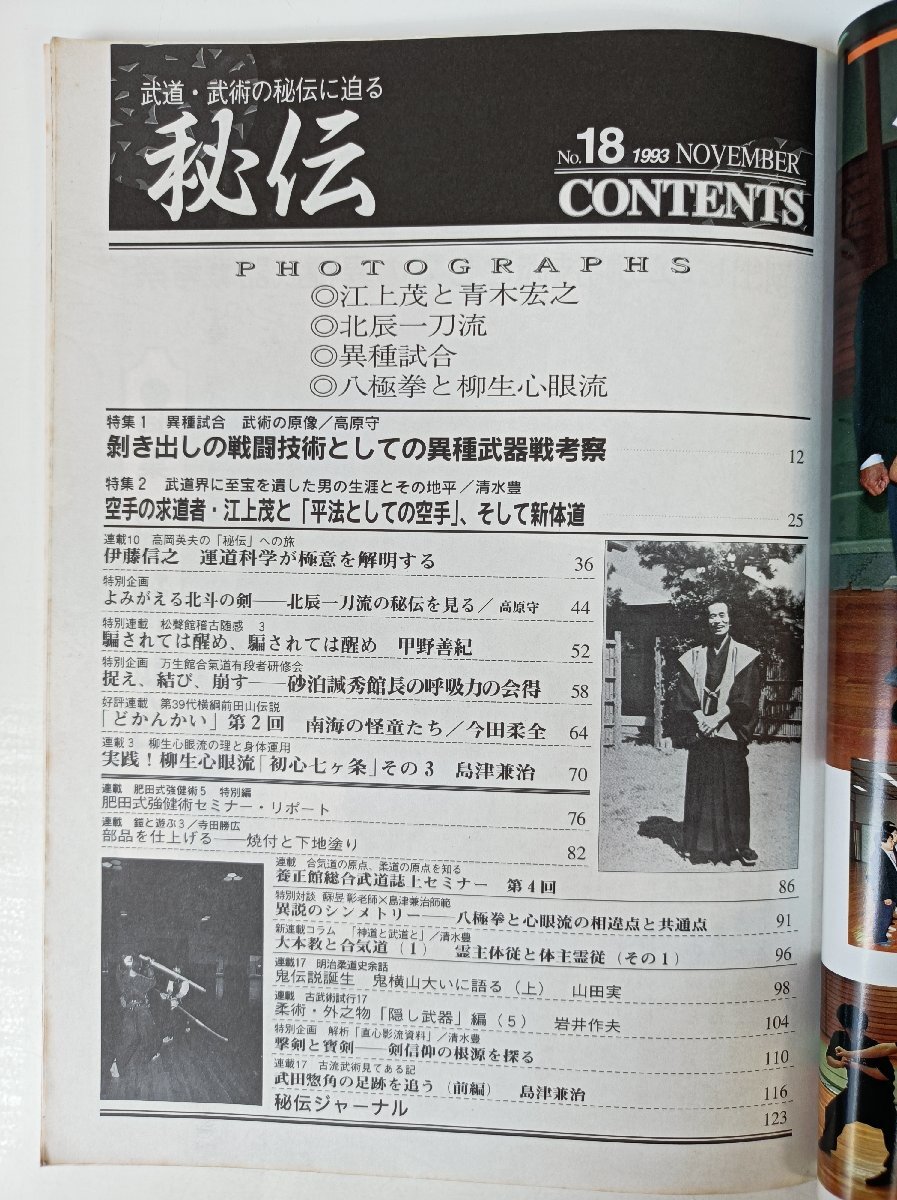 武道・武術の秘伝に迫る
秘伝
No.18 1993 NOVEMBER
CONTENTS
PHOTOGRAPHS
◎江上茂と青木宏之
◎北辰一刀流
◎異種試合
◎八極拳と柳生心眼流
特集1 異種試合 武術の原像/高原守
剝き出しの戦闘技術としての異種武器戦考察 12
特集2 武道界に至宝を遺した男の生涯とその地平/清水豊
空手の求道者・江上茂と「平法としての空手」、そして新体道 25
連載10 高岡英夫の「秘伝」への旅
伊藤信之 運道科学が極意を解明する 36
特別企画
よみがえる北斗の剣──北辰一刀流の秘伝を見る/高原守 44
特別連載 松聲館稽古随感 3
騙されては醒め、騙されては醒め 甲野善紀 52
特別企画 万生館合氣道有段者研修会
捉え、結び、崩す──砂泊諴秀館長の呼吸力の会得 58
好評連載 第39代横綱前田山伝説
「どかんかい」第2回 南海の怪童たち/今田柔全 64
連載3 柳生心眼流の理と身体運用
実践!柳生心眼流「初心七ヶ条」その3 島津兼治 70
連載 肥田式強健術5 特別編
肥田式強健術セミナー・リポート 76
連載 鎧と遊ぶ3/寺田勝広
部品を仕上げる──焼付と下地塗り 82
連載 合気道の原点、柔道の原点を知る
養正館総合武道誌上セミナー 第4回 86
特別対談 蘇昱彰老師×島津兼治師範
異説のシンメトリー──八極拳と心眼流の相違点と共通点 91
新連載コラム 「神道と武道と」/清水豊
大本教と合氣道(1) 霊主体従と体主霊従(その1) 96
連載17 明治柔道史余話
鬼伝説誕生 鬼横山大いに語る(上) 山田実 98
連載 古武術試行17
柔術・外之物「隠し武器」編(5) 岩井作夫 104
特別企画 解析「直心影流資料」/清水豊
撃剣と寶剣──剣信仰の根源を探る 110
連載17 古流武術見てある記
武田惣角の足跡を追う(前編) 島津兼治 116
秘伝ジャーナル 123